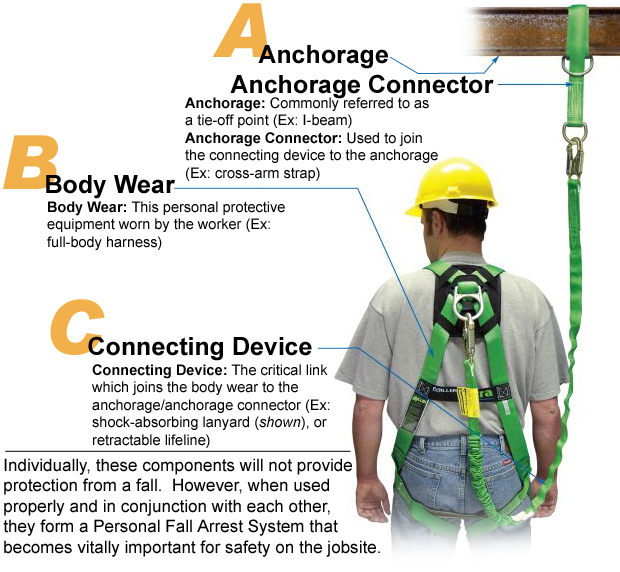 A
Anchorage
Anchorage Connector
Anchorage: Commonly referred to as
a tie-off point (Ex: I-beam)
Anchorage Connector: Used to join
the connecting device to the anchorage
(Ex: cross-arm strap)
B
Body Wear
Body Wear: This personal protective
equipment worn by the worker (Ex:
full-body harness)
C
Connecting Device
Connecting Device: The critical link
which joins the body wear to the
anchorage/anchorage connector (Ex:
shock-absorbing lanyard (shown), or
retractable lifeline)
Individually, these components will not provide
protection from a fall. However, when used
properly and in conjunction with each other,
they form a Personal Fall Arrest System that
becomes vitally important for safety on the jobsite.